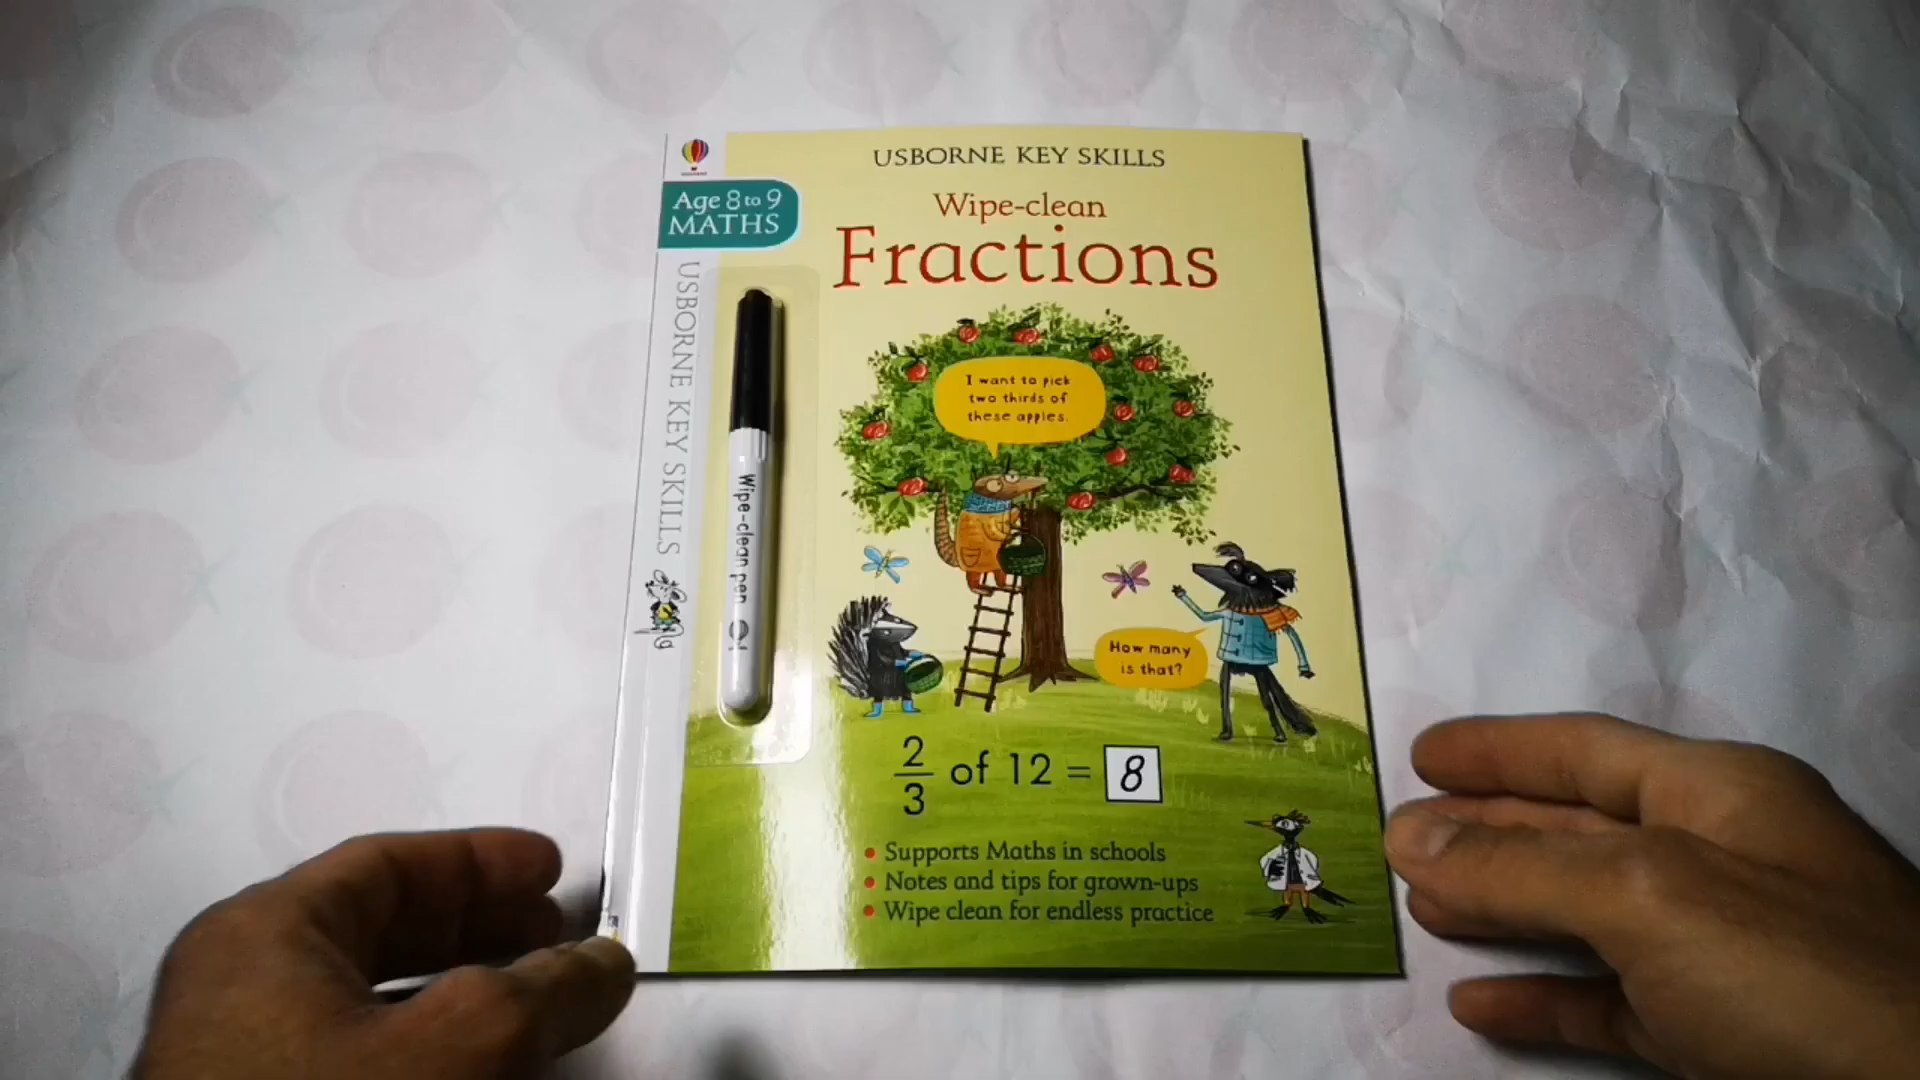 USBORNE KEY SKILLS
Age 8 to 9
MATHS
Wipe-clean
Fractions
USBORNE KEY SKILLS
Wipe-clean pen
I want to pick
two thirds of
these apples.
How many
is that?
2/3 of 12 = 8
• Supports Maths in schools
• Notes and tips for grown-ups
• Wipe clean for endless practice